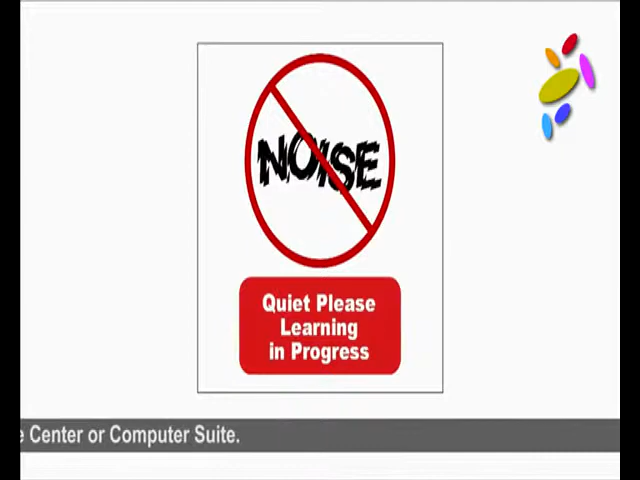 NOISE
Quiet Please
Learning
in Progress
Center or Computer Suite.